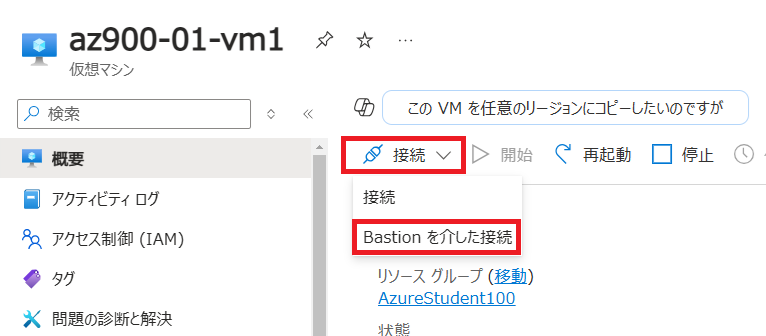 az900-01-vm1
仮想マシン
検索
この VM を任意のリージョンにコピーしたいのですが
概要
接続
開始
再起動
停止
接続
アクティビティ ログ
Bastion を介した接続
アクセス制御 (IAM)
リソース グループ (移動)
タグ
AzureStudent100
問題の診断と解決
状態